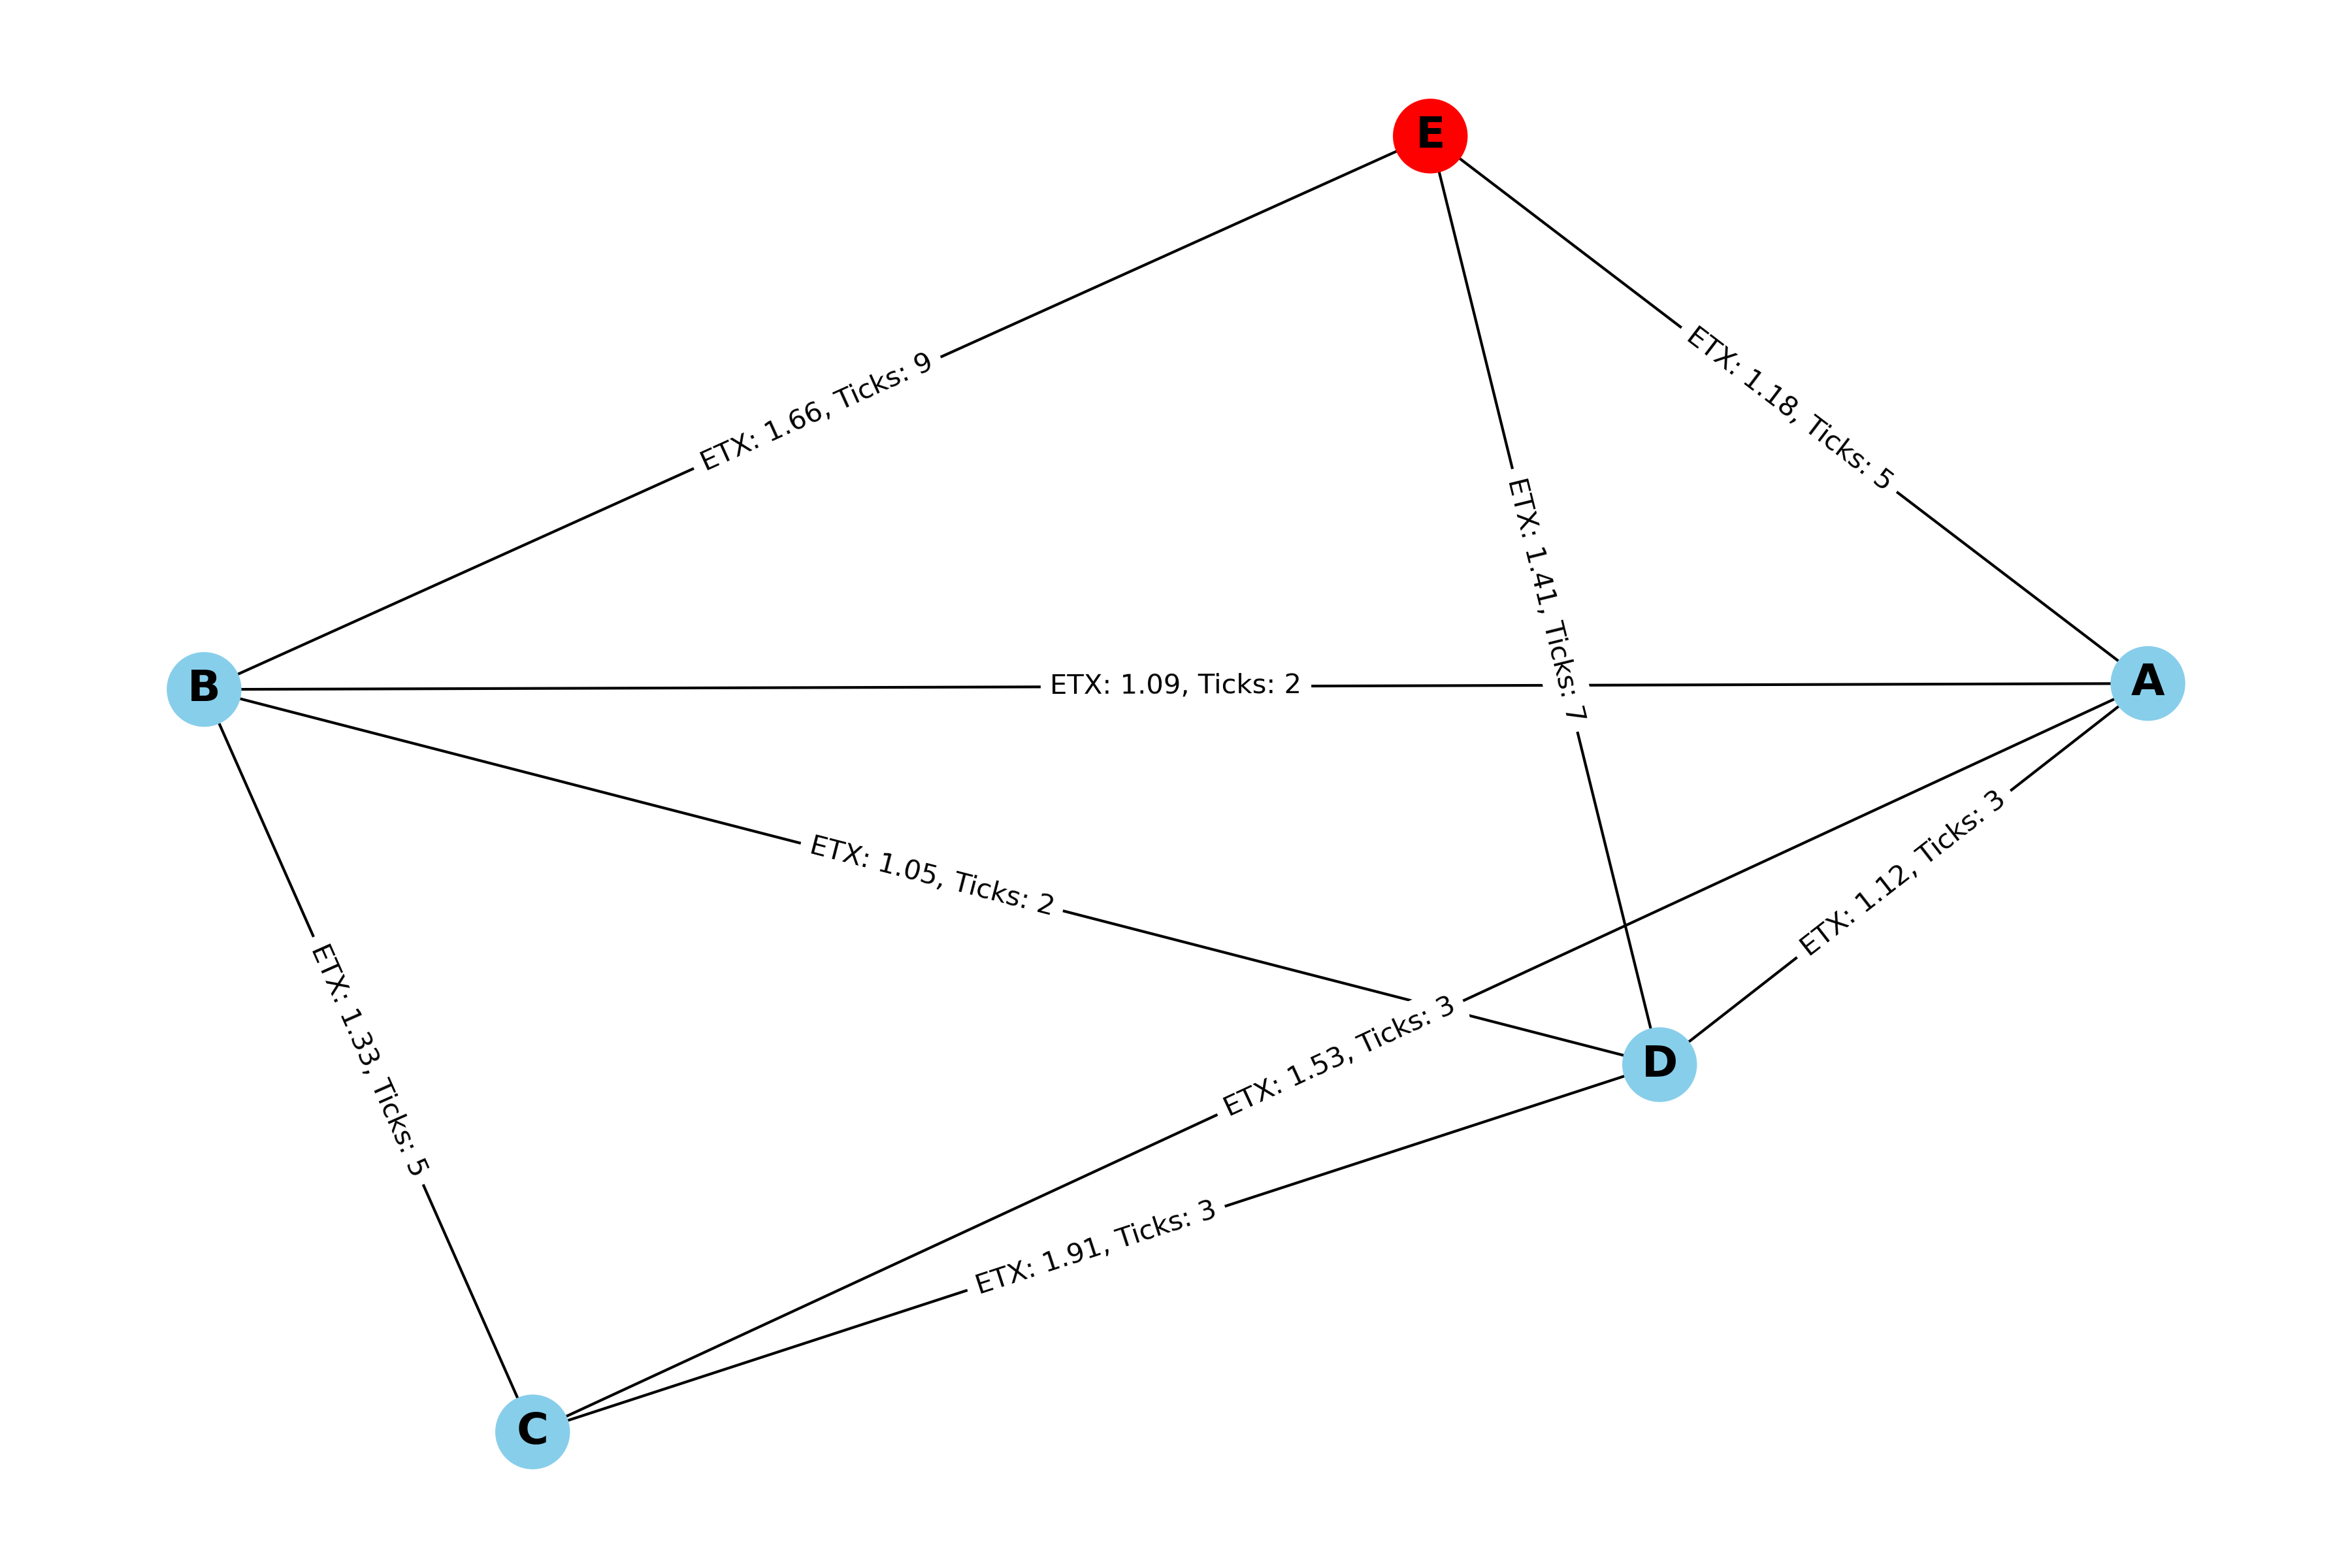 E
ETX: 1.66, Ticks: 9
ETX: 1.18, Ticks: 5
ETX: 1.41, Ticks: 7
B
ETX: 1.09, Ticks: 2
A
ETX: 1.05, Ticks: 2
ETX: 1.12, Ticks: 3
ETX: 1.33, Ticks: 5
ETX: 1.53, Ticks: 3
D
ETX: 1.91, Ticks: 3
C